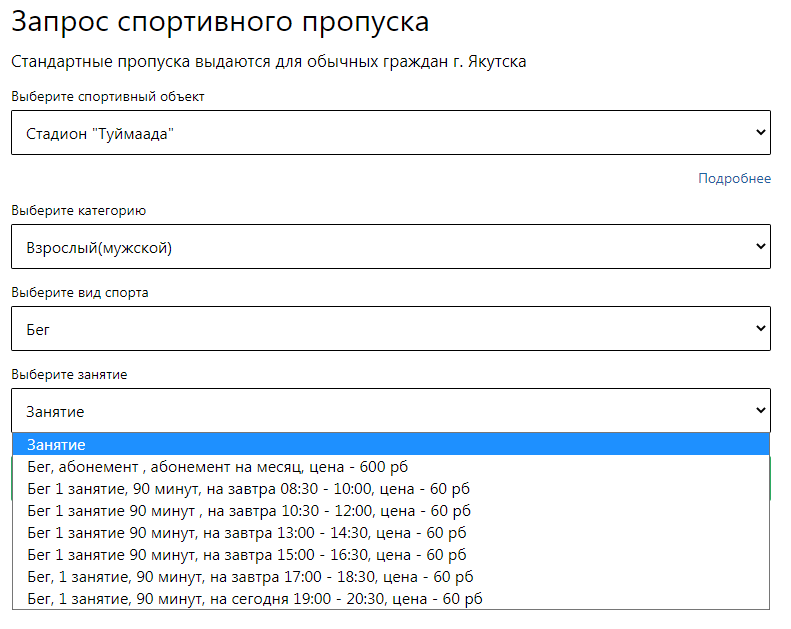 Запрос спортивного пропуска
Стандартные пропуска выдаются для обычных граждан г. Якутска
Выберите спортивный объект
Стадион "Туймаада"
Подробнее
Выберите категорию
Взрослый(мужской)
Выберите вид спорта
Бег
Выберите занятие
Занятие
Занятие
Бег, абонемент , абонемент на месяц, цена - 600 рб
Бег 1 занятие, 90 минут, на завтра 08:30 - 10:00, цена - 60 рб
Бег 1 занятие 90 минут , на завтра 10:30 - 12:00, цена - 60 рб
Бег 1 занятие 90 минут, на завтра 13:00 - 14:30, цена - 60 рб
Бег 1 занятие 90 минут, на завтра 15:00 - 16:30, цена - 60 рб
Бег, 1 занятие, 90 минут, на завтра 17:00 - 18:30, цена - 60 рб
Бег, 1 занятие, 90 минут, на сегодня 19:00 - 20:30, цена - 60 рб